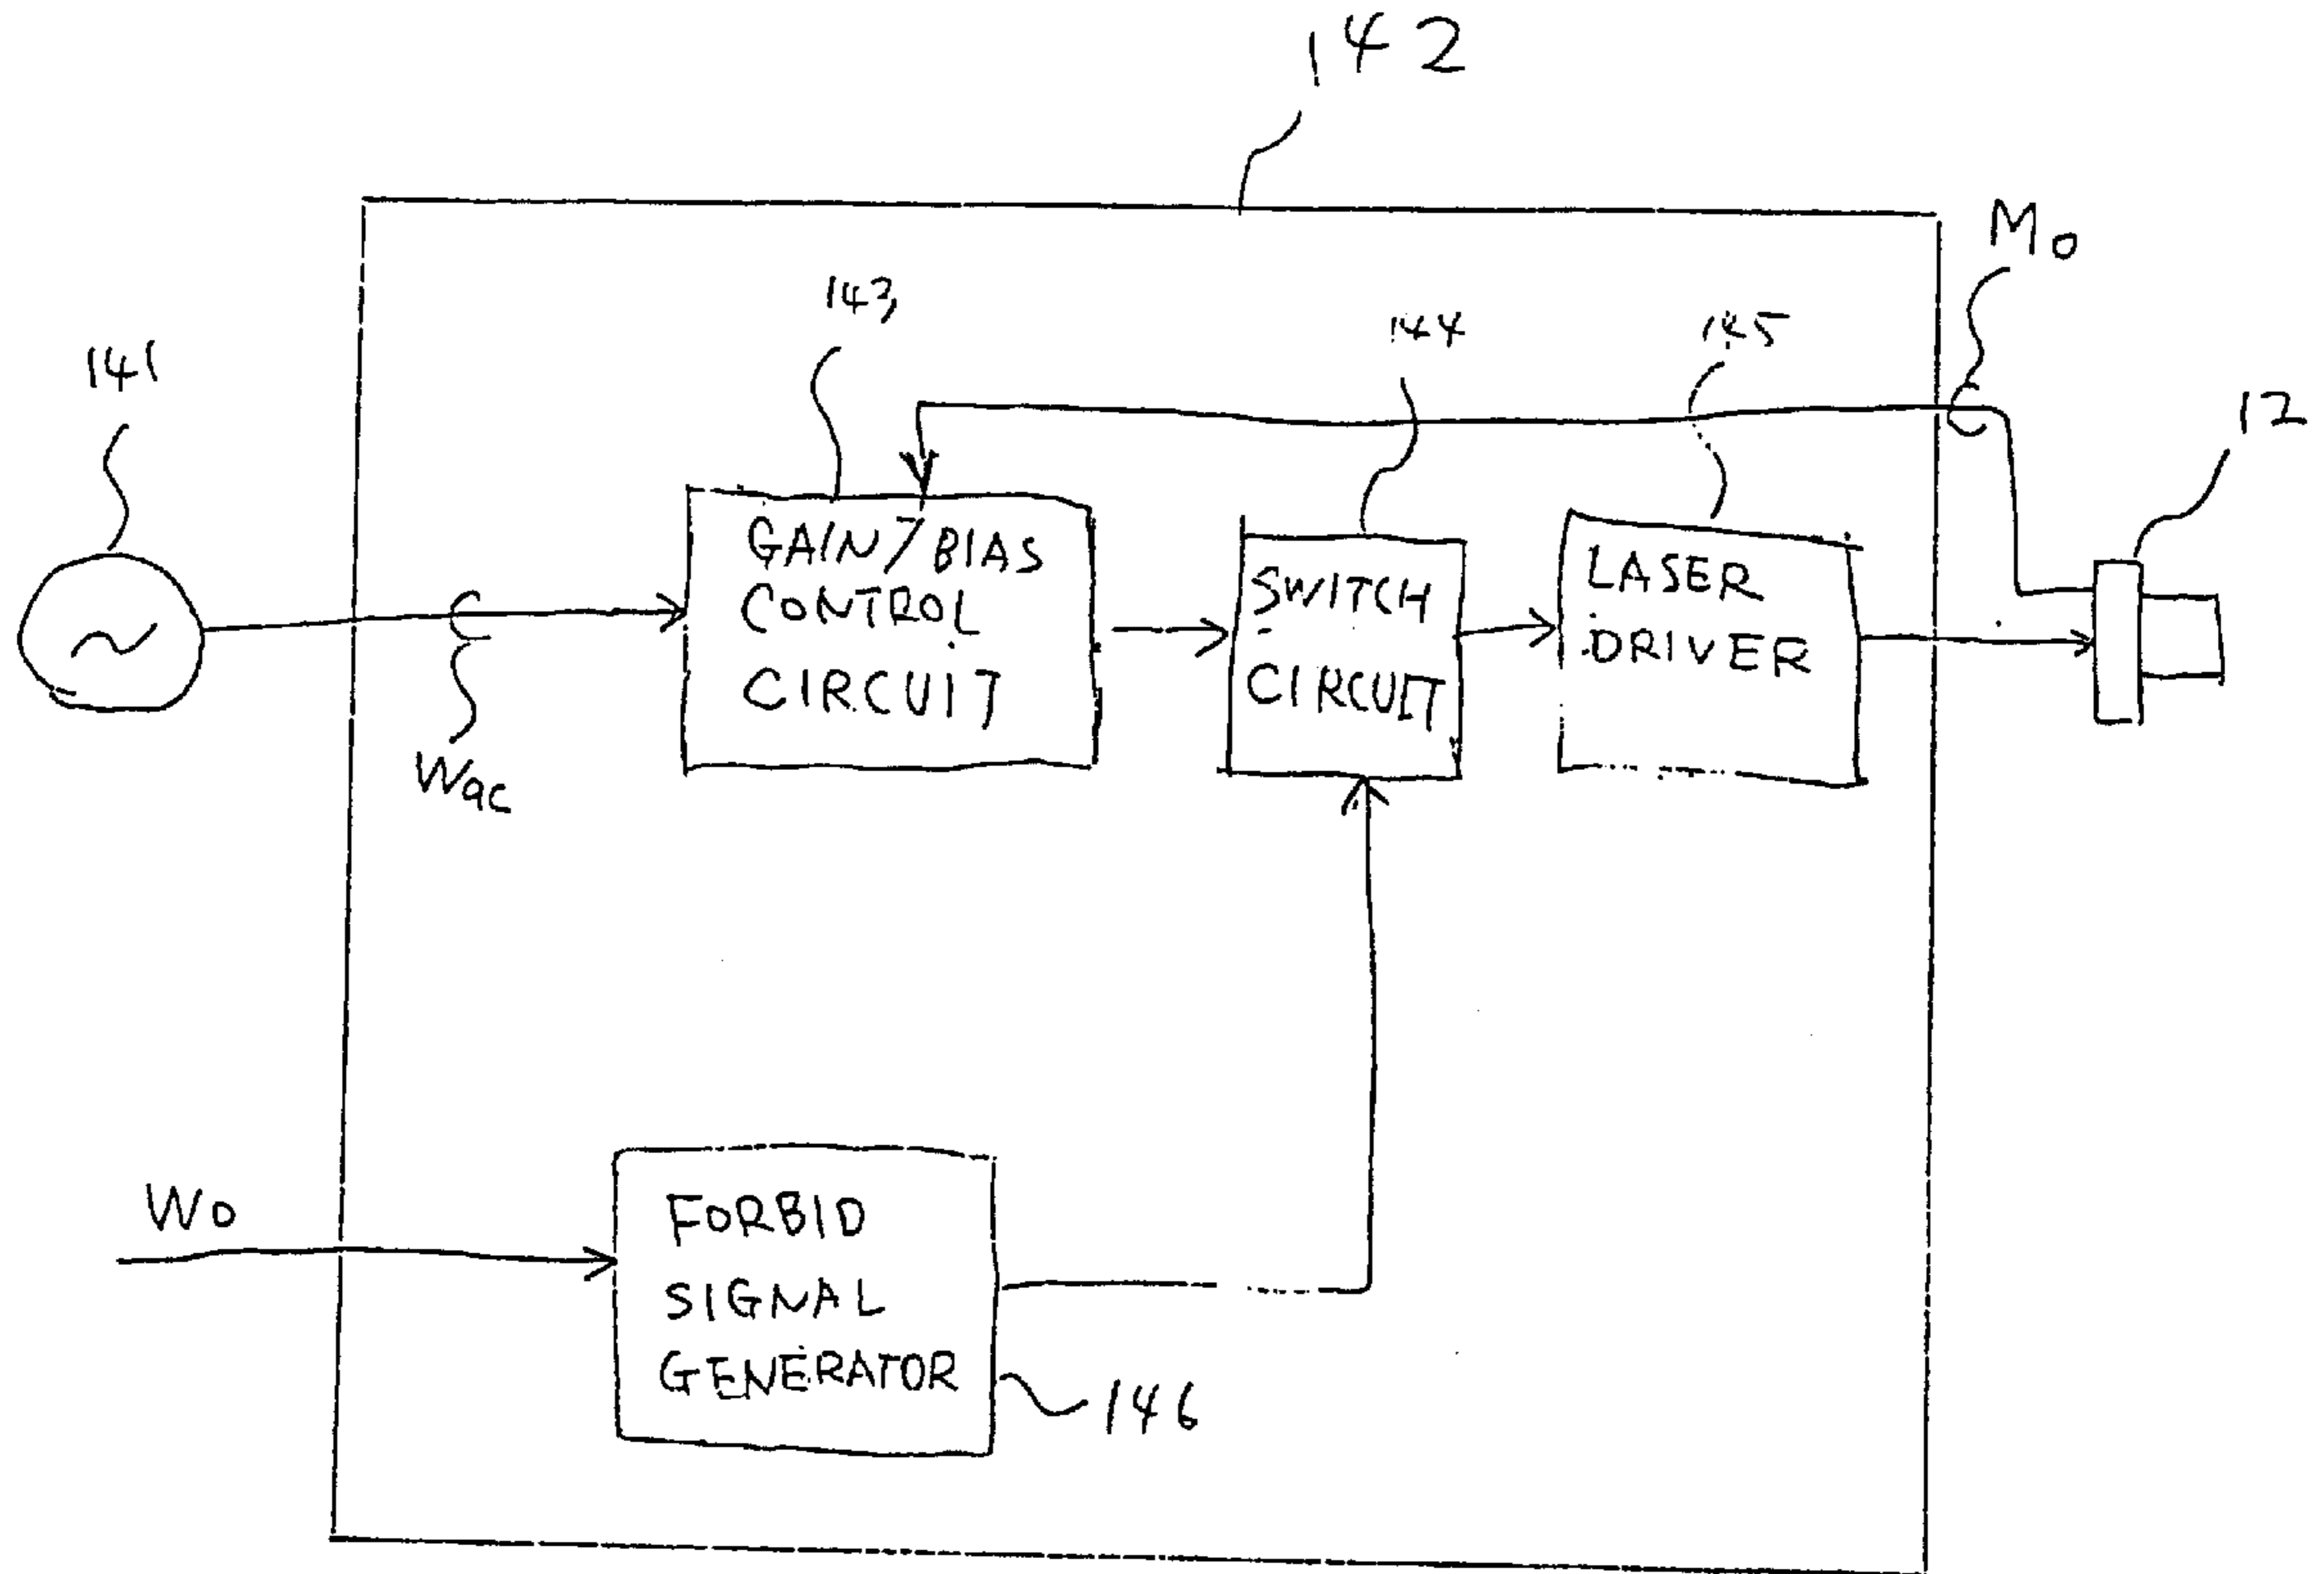 142
Mo
143
144
145
141
12
GAIN/BIAS
CONTROL
CIRCUIT
SWITCH
CIRCUIT
LASER
DRIVER
Wac
Wo
FORBID
SIGNAL
GENERATOR
146